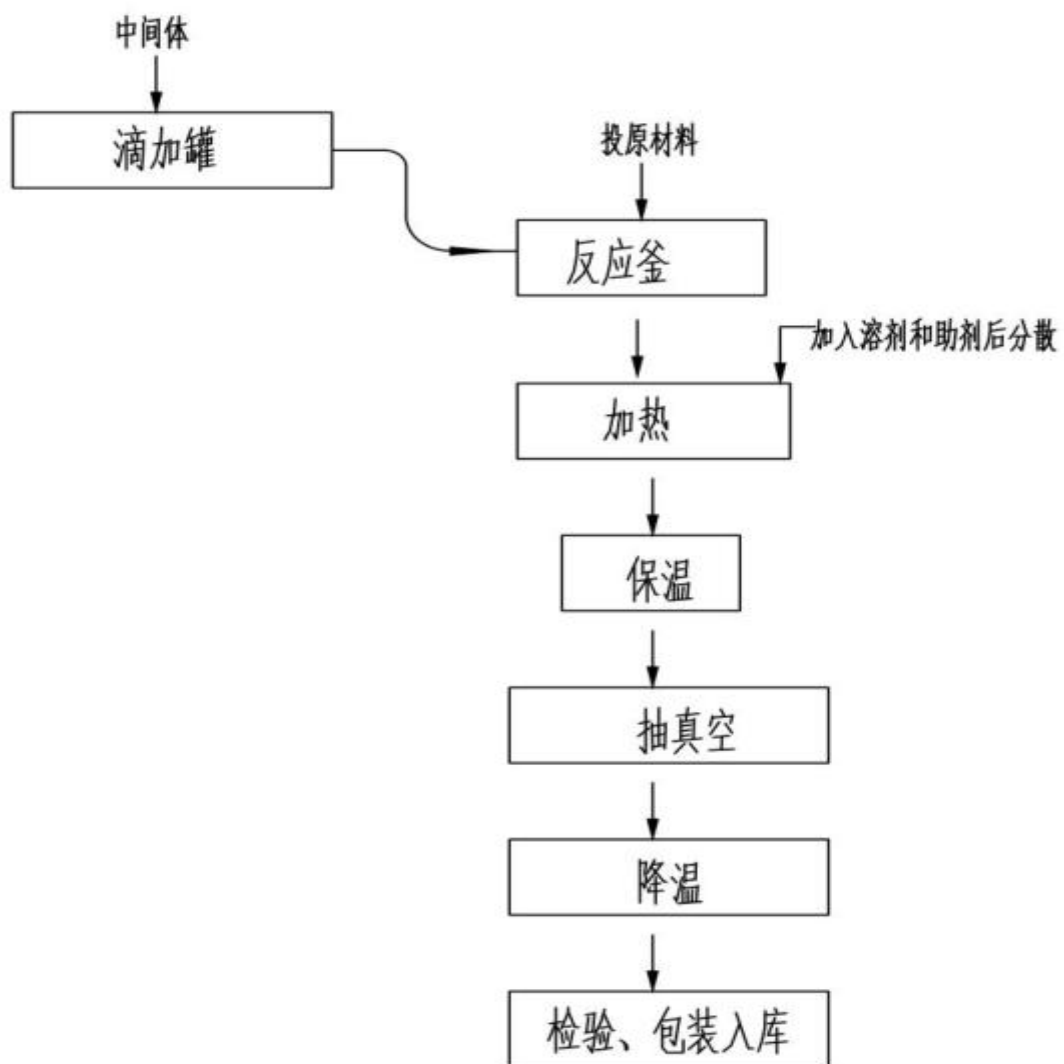 中间体
滴加罐
投原材料
反应釜
加入溶剂和助剂后分散
加热
保温
抽真空
降温
检验、包装入库